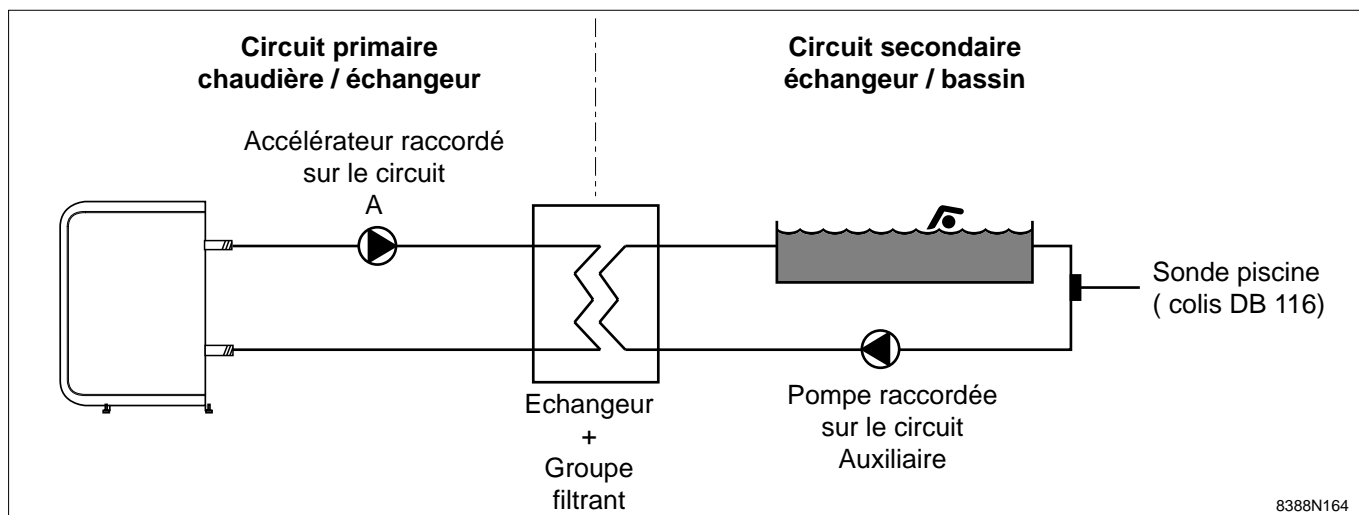 Circuit primaire
chaudière / échangeur
Circuit secondaire
échangeur / bassin
Accélérateur raccordé
sur le circuit
A
Sonde piscine
( colis DB 116)
Echangeur
+
Groupe
filtrant
Pompe raccordée
sur le circuit
Auxiliaire
8388N164